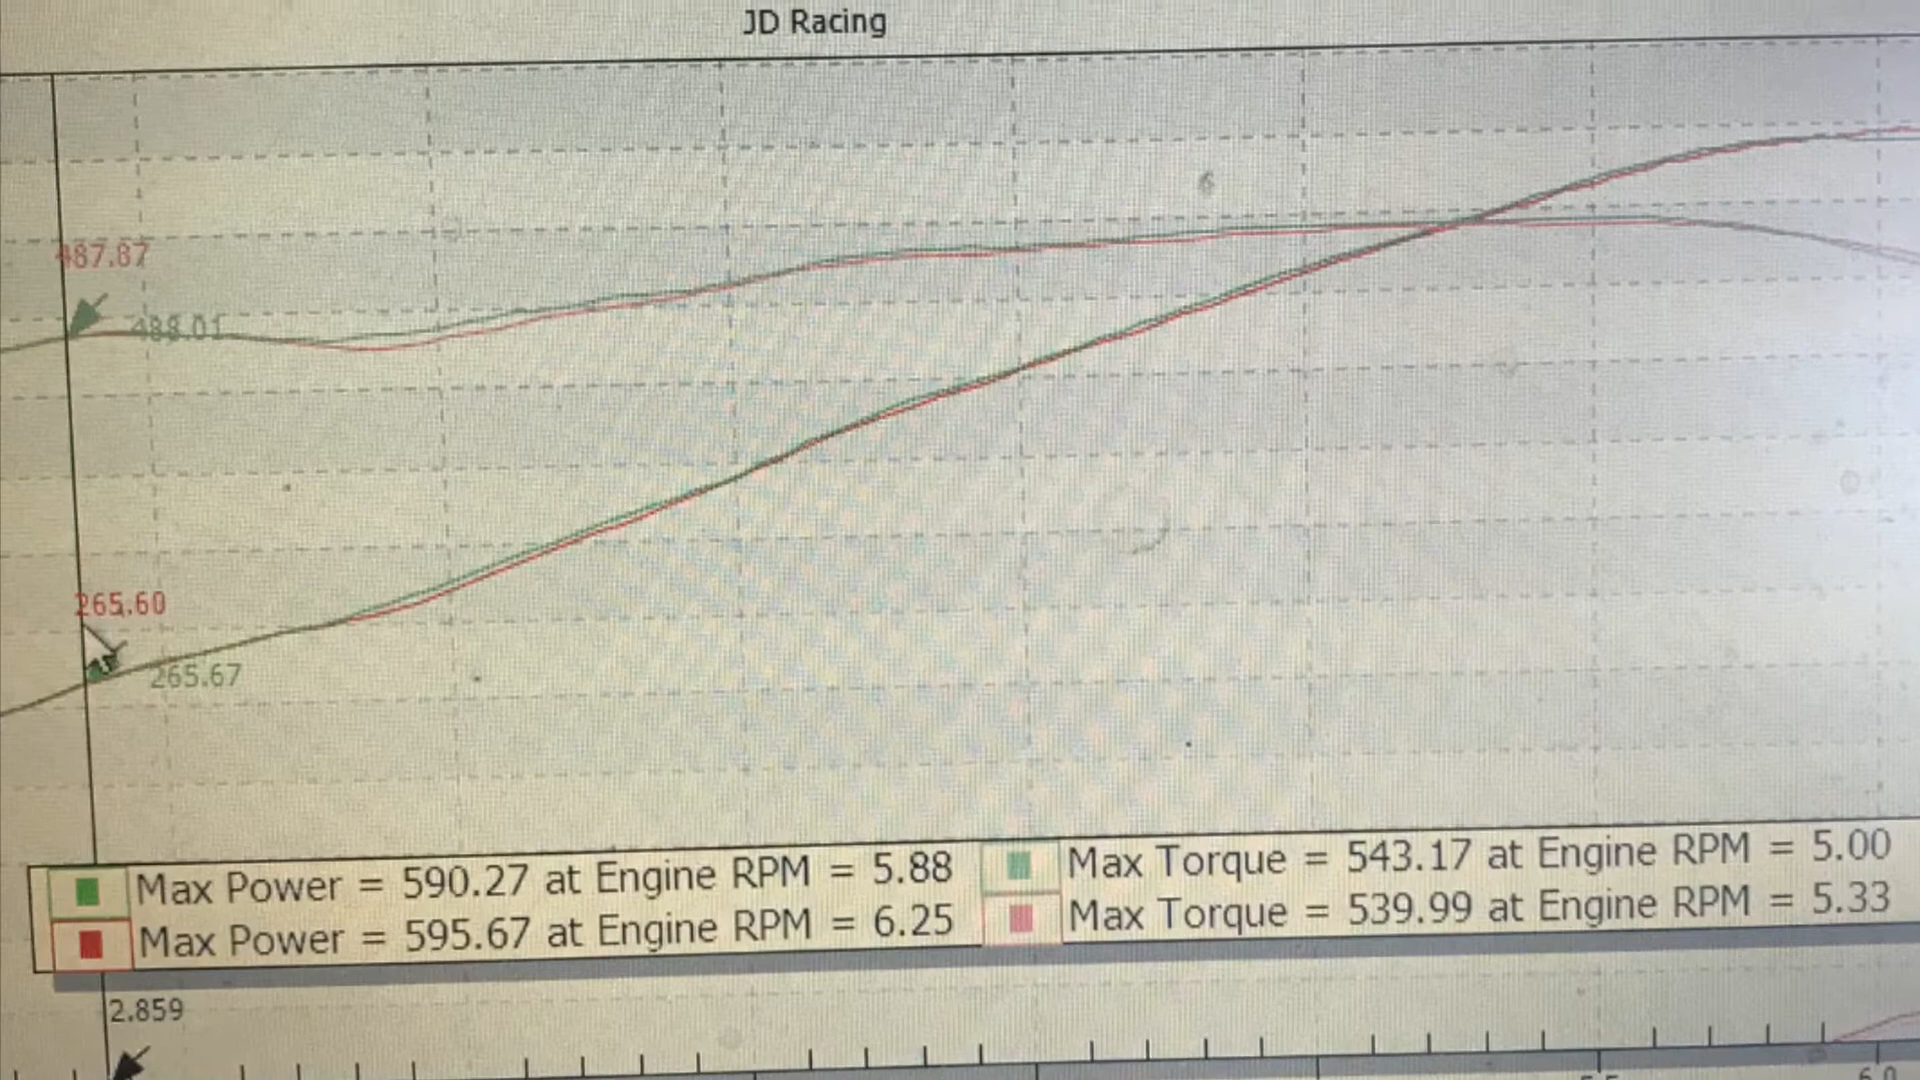 JD Racing
487.87
488.01
265.60
265.67
Max Power = 590.27 at Engine RPM = 5.88
Max Torque = 543.17 at Engine RPM = 5.00
Max Power = 595.67 at Engine RPM = 6.25
Max Torque = 539.99 at Engine RPM = 5.33
2.859